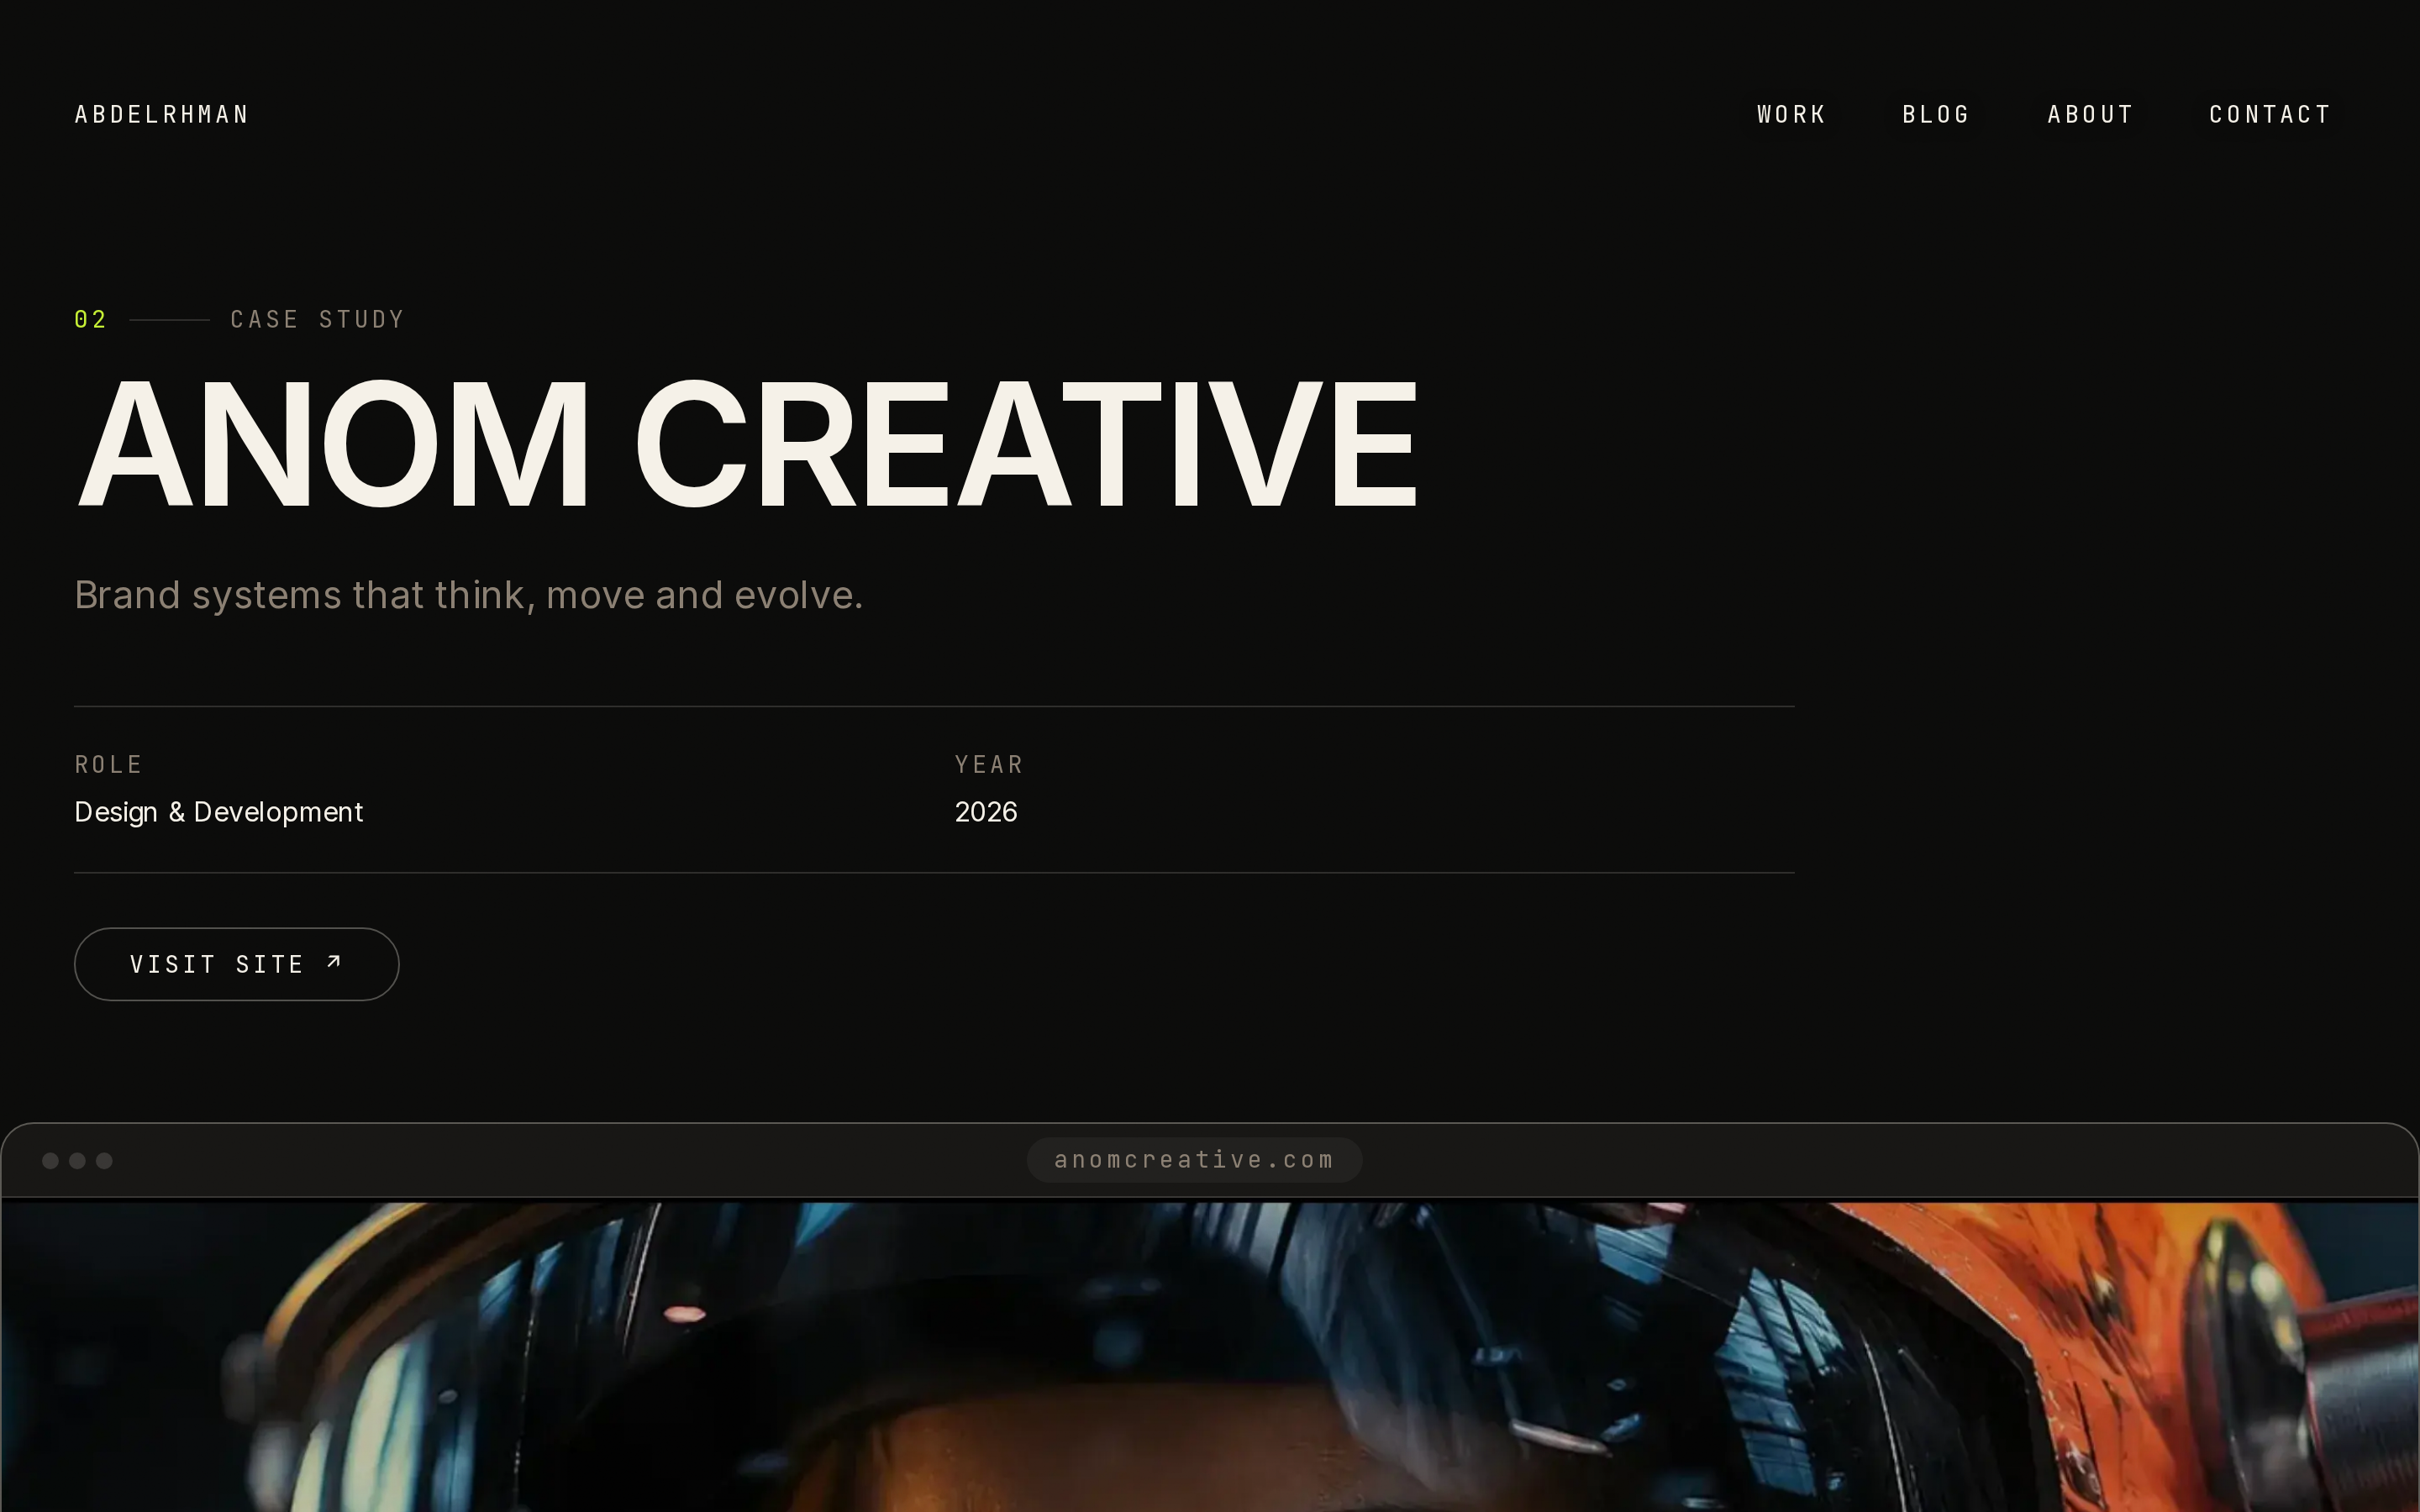 ABDELRHMAN
WORK BLOG ABOUT CONTACT
02 CASE STUDY
ANOM CREATIVE
Brand systems that think, move and evolve.
ROLE YEAR
Design & Development 2026
VISIT SITE ↗
anomcreative.com